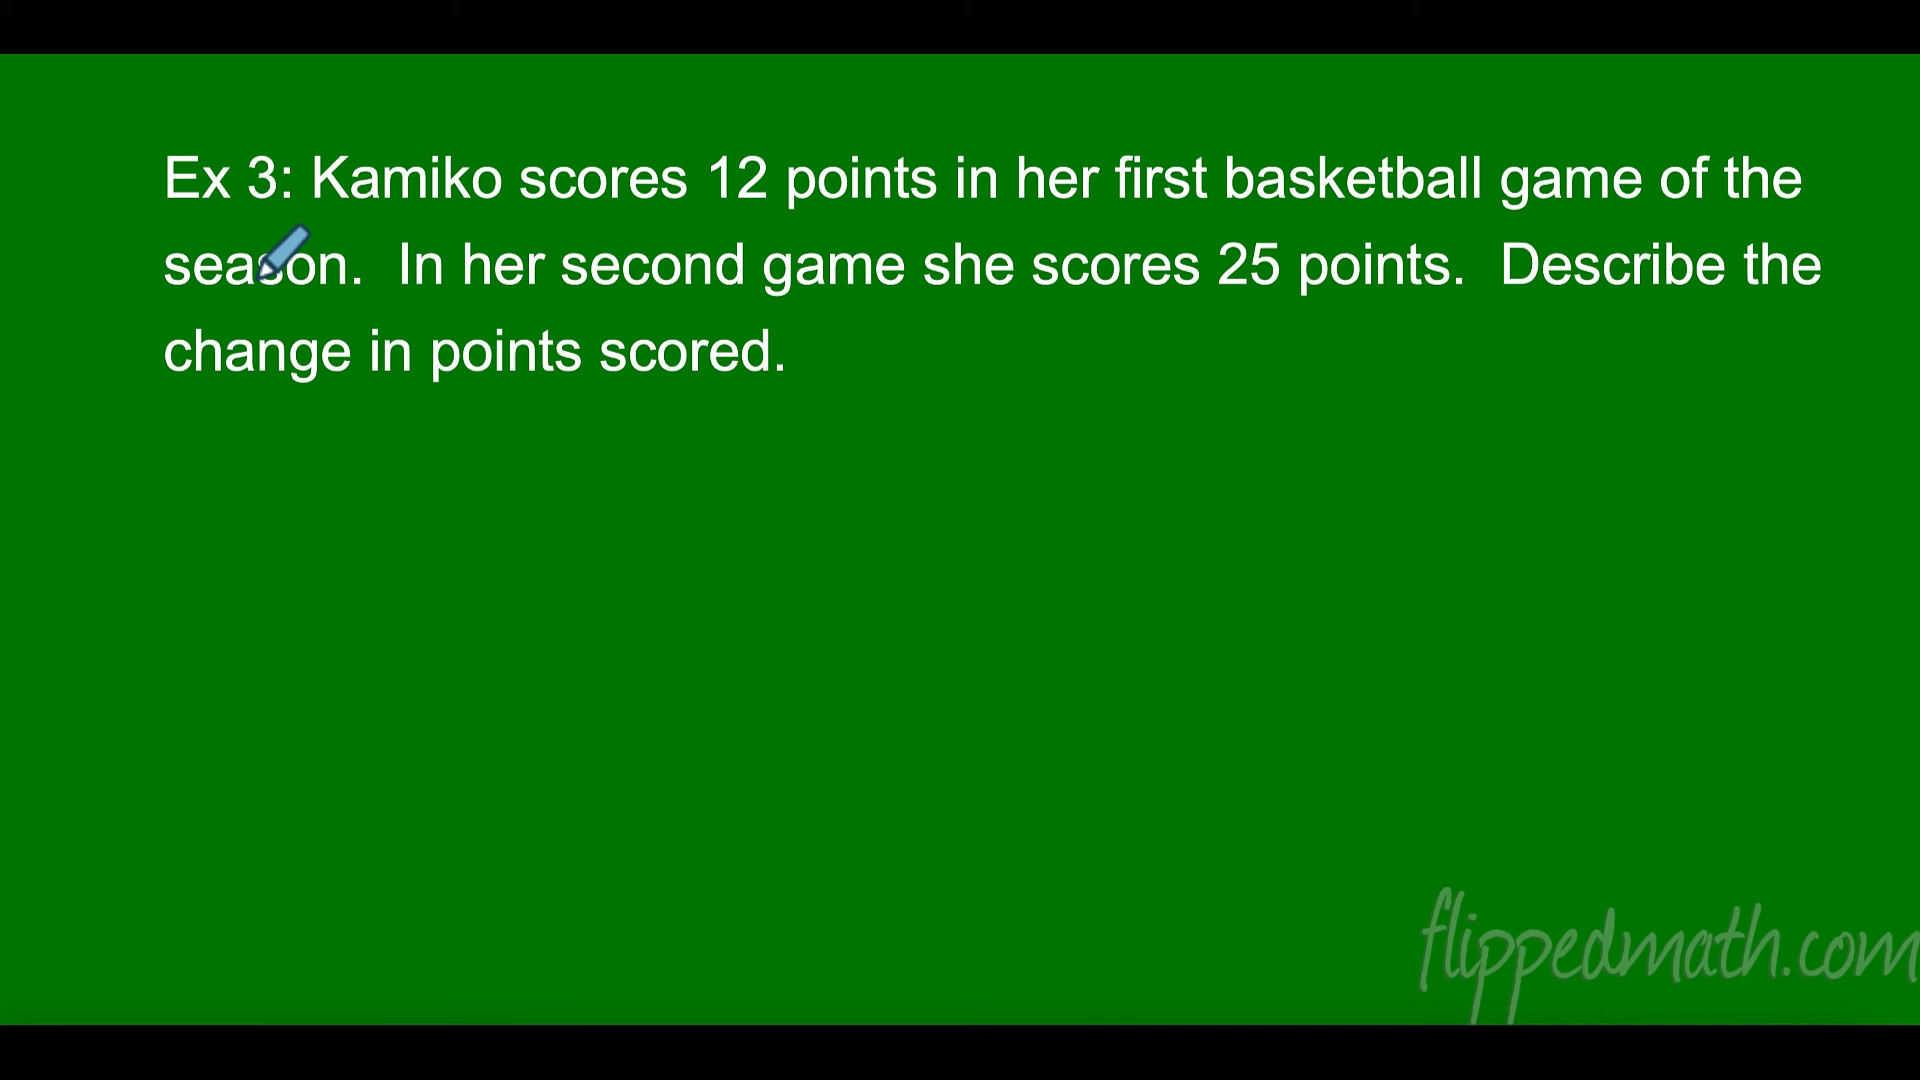 Ex 3: Kamiko scores 12 points in her first basketball game of the
season.  In her second game she scores 25 points.  Describe the
change in points scored.
flippedmath.com